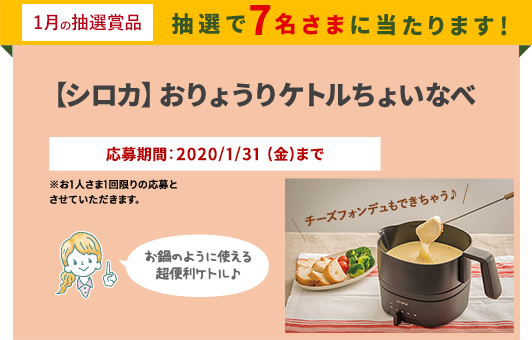 1月の抽選賞品
抽選で7名さまに当たります!
【シロカ】おりょうりケトルちょいなべ
応募期間：2020/1/31（金）まで
※お1人さま1回限りの応募と
させていただきます。
チーズフォンデュもできちゃう♪
お鍋のように使える
超便利ケトル♪